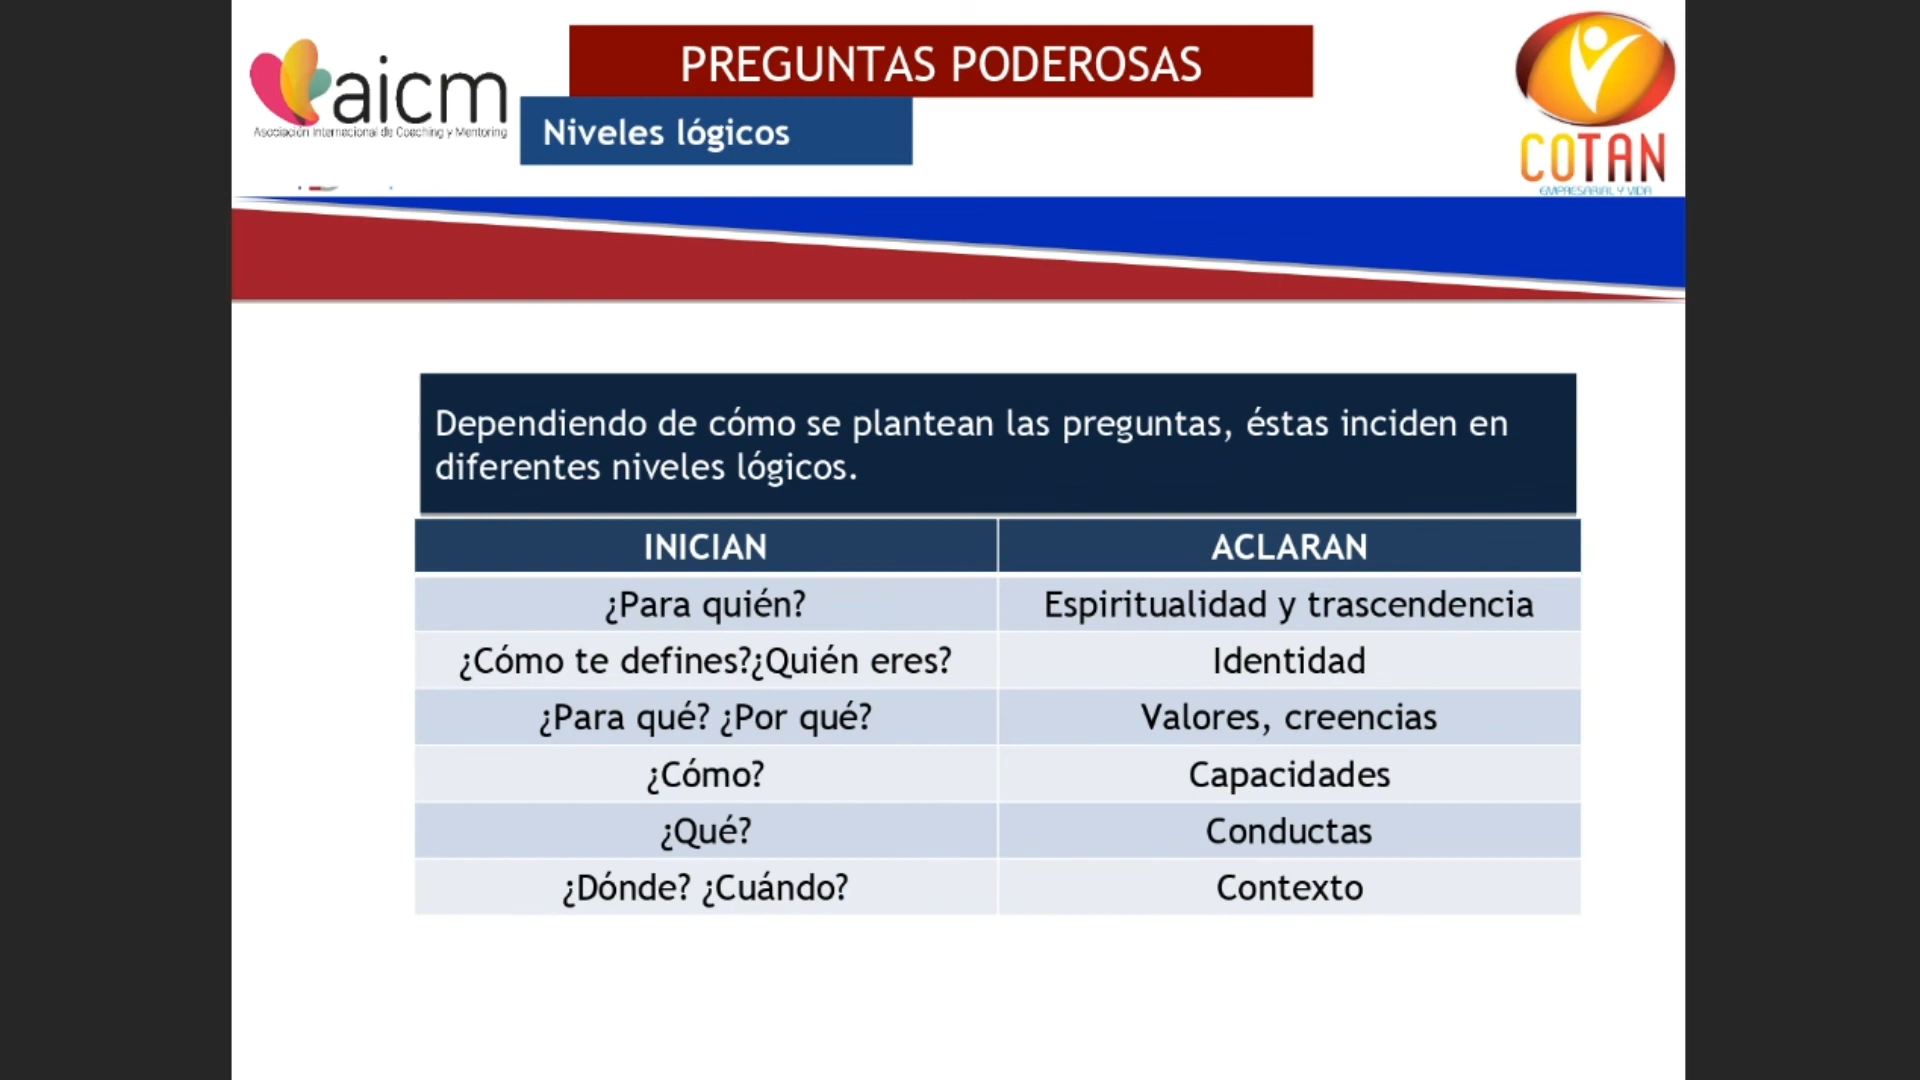 PREGUNTAS PODEROSAS
aicm
Asociación Internacional de Coaching y Mentoring
Niveles lógicos
COTAN
EMPRESARIAL Y VIDA
Dependiendo de cómo se plantean las preguntas, éstas inciden en
diferentes niveles lógicos.
INICIAN ACLARAN
¿Para quién? Espiritualidad y trascendencia
¿Cómo te defines?¿Quién eres? Identidad
¿Para qué? ¿Por qué? Valores, creencias
¿Cómo? Capacidades
¿Qué? Conductas
¿Dónde? ¿Cuándo? Contexto